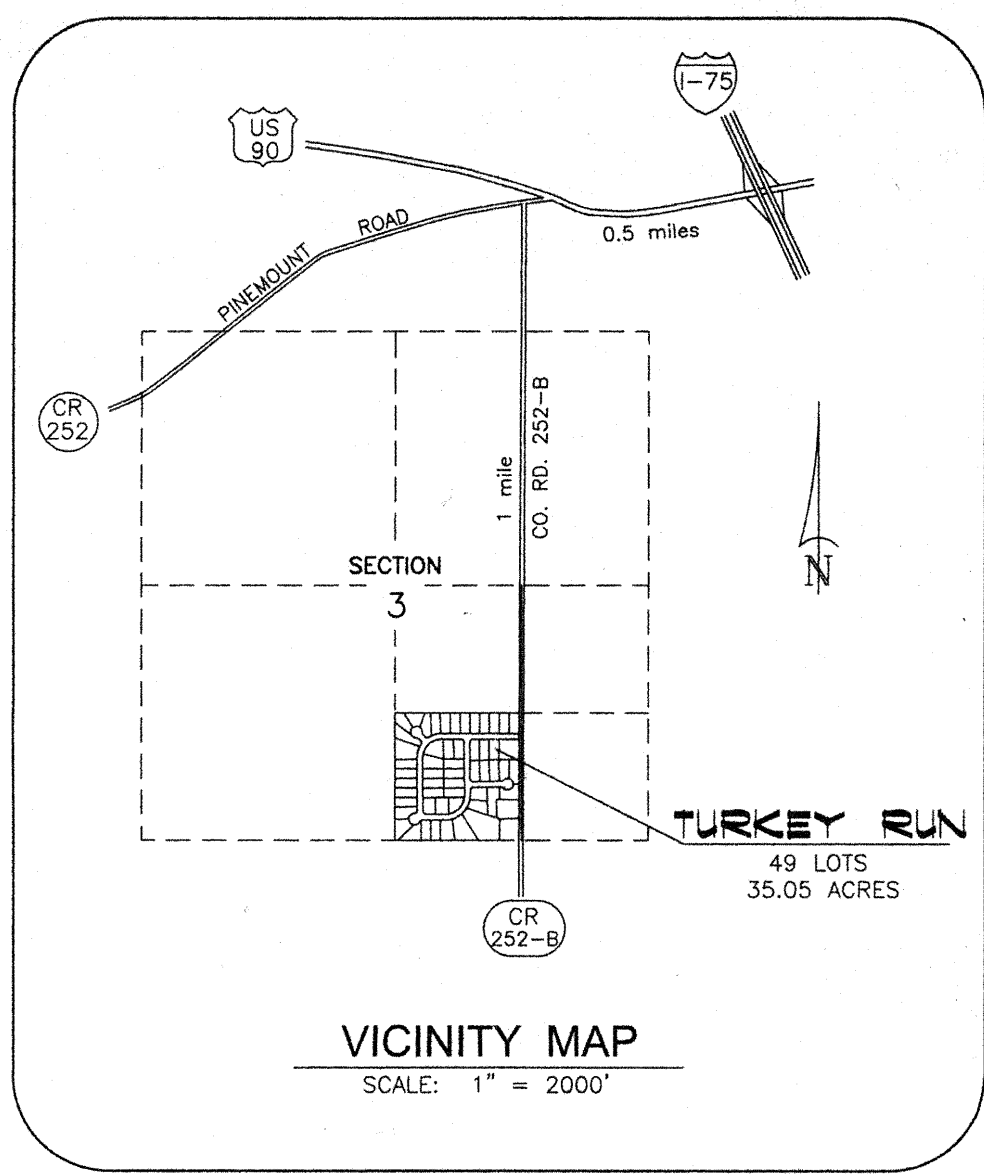 I-75
US
90
ROAD
0.5 miles
PINEMOUNT
CR
252
CO. RD. 252-B
1 mile
SECTION
3
N
TURKEY RUN
49 LOTS
35.05 ACRES
CR
252-B
VICINITY MAP
SCALE: 1" = 2000'